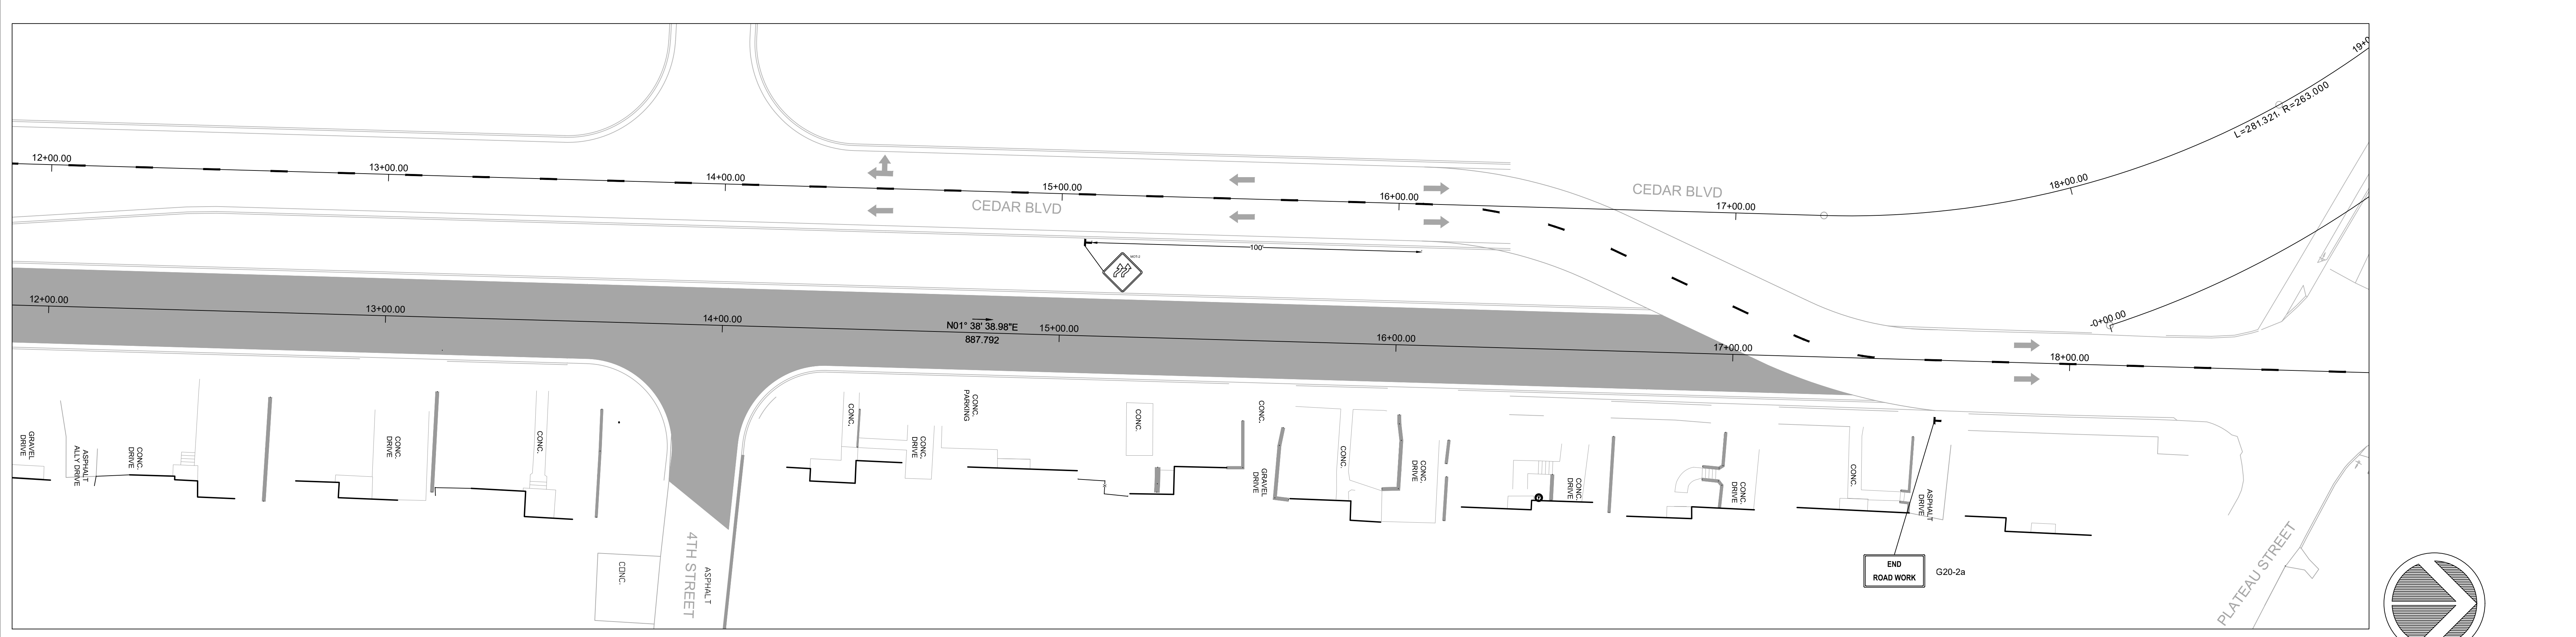 19+0
L=281.321, R=263.000
12+00.00
13+00.00
14+00.00
15+00.00
16+00.00
17+00.00
18+00.00
CEDAR BLVD
CEDAR BLVD
100'
12+00.00
13+00.00
14+00.00
N01° 38' 38.98"E
887.792
15+00.00
16+00.00
17+00.00
18+00.00
-0+00.00
GRAVEL
DRIVE
ASPHALT
ALLY DRIVE
CONC.
DRIVE
CONC.
DRIVE
CONC.
CONC.
CONC.
DRIVE
CONC.
PARKING
CONC.
CONC.
GRAVEL
DRIVE
CONC.
CONC.
DRIVE
CONC.
DRIVE
CONC.
DRIVE
CONC.
ASPHALT
DRIVE
CONC.
4TH STREET
ASPHALT
END
ROAD WORK
G20-2a
PLATEAU STREET